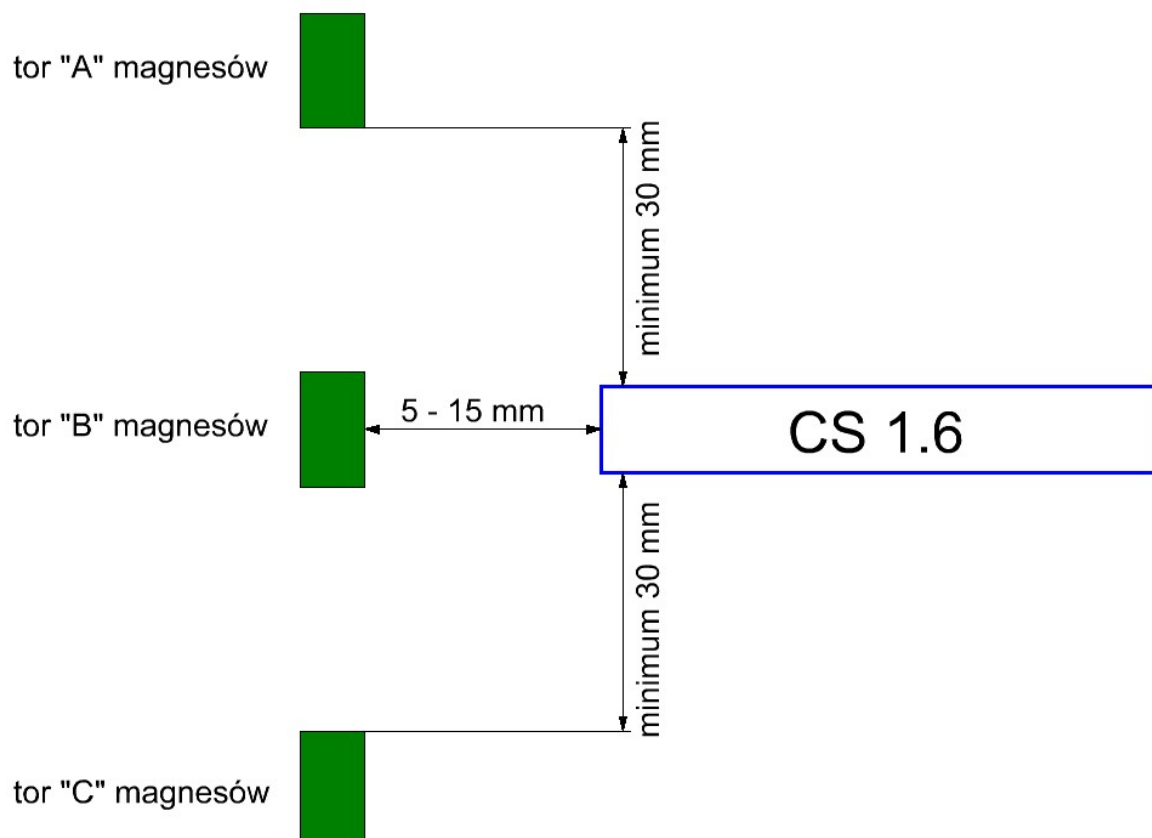 tor "A" magnesów
minimum 30 mm
tor "B" magnesów
5 - 15 mm
CS 1.6
minimum 30 mm
tor "C" magnesów